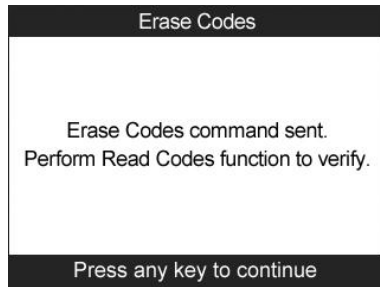 Erase Codes
Erase Codes command sent.
Perform Read Codes function to verify.
Press any key to continue